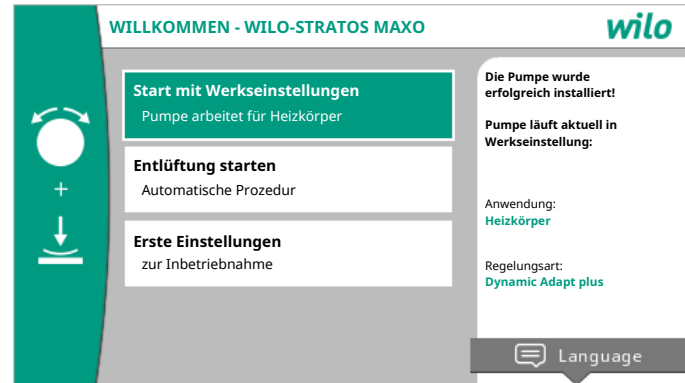 WILLKOMMEN - WILO-STRATOS MAXO
wilo
Start mit Werkseinstellungen
Pumpe arbeitet für Heizkörper
Entlüftung starten
Automatische Prozedur
Erste Einstellungen
zur Inbetriebnahme
+
Die Pumpe wurde
erfolgreich installiert!
Pumpe läuft aktuell in
Werkseinstellung:
Anwendung:
Heizkörper
Regelungsart:
Dynamic Adapt plus
Language